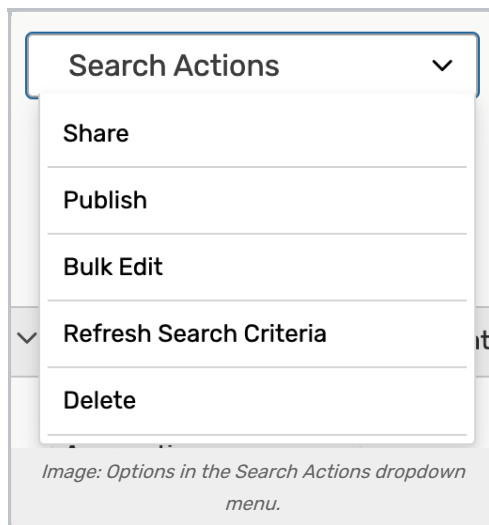 Search Actions
Share
Publish
Bulk Edit
Refresh Search Criteria
Delete
Image: Options in the Search Actions dropdown
menu.